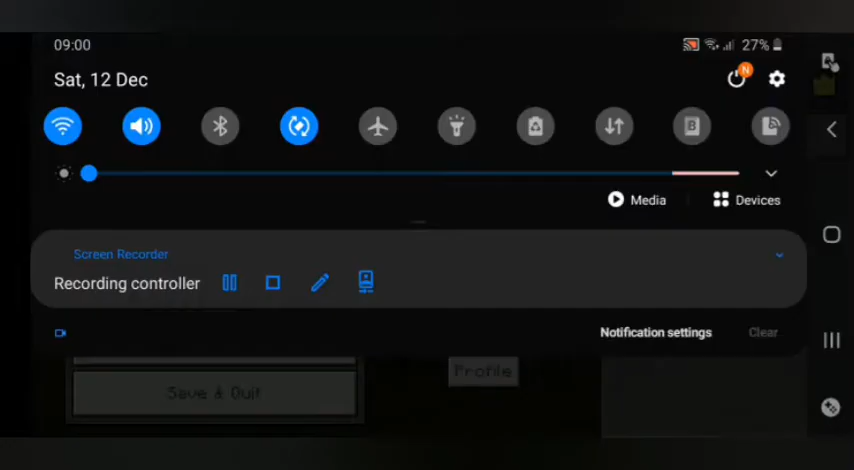 09:00
27%
Sat, 12 Dec
N
B
Media
Devices
Screen Recorder
Recording controller
Notification settings
Clear
Profile
Save & Quit